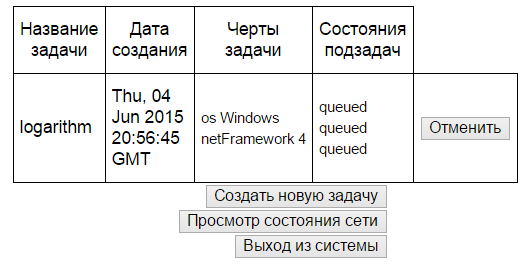 Название задачи
Дата создания
Черты задачи
Состояния подзадач
logarithm
Thu, 04
Jun 2015
20:56:45
GMT
os Windows
netFramework 4
queued
queued
queued
Отменить
Создать новую задачу
Просмотр состояния сети
Выход из системы